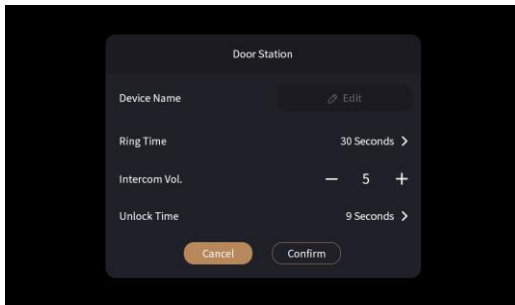 Door Station
Device Name Edit
Ring Time 30 Seconds >
Intercom Vol. — 5 +
Unlock Time 9 Seconds >
Cancel Confirm